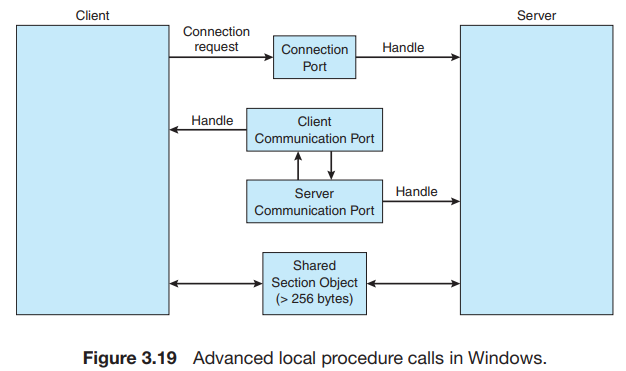 Client
Server
Connection
request
Connection
Port
Handle
Handle
Client
Communication Port
Server
Communication Port
Handle
Shared
Section Object
(> 256 bytes)
Figure 3.19 Advanced local procedure calls in Windows.